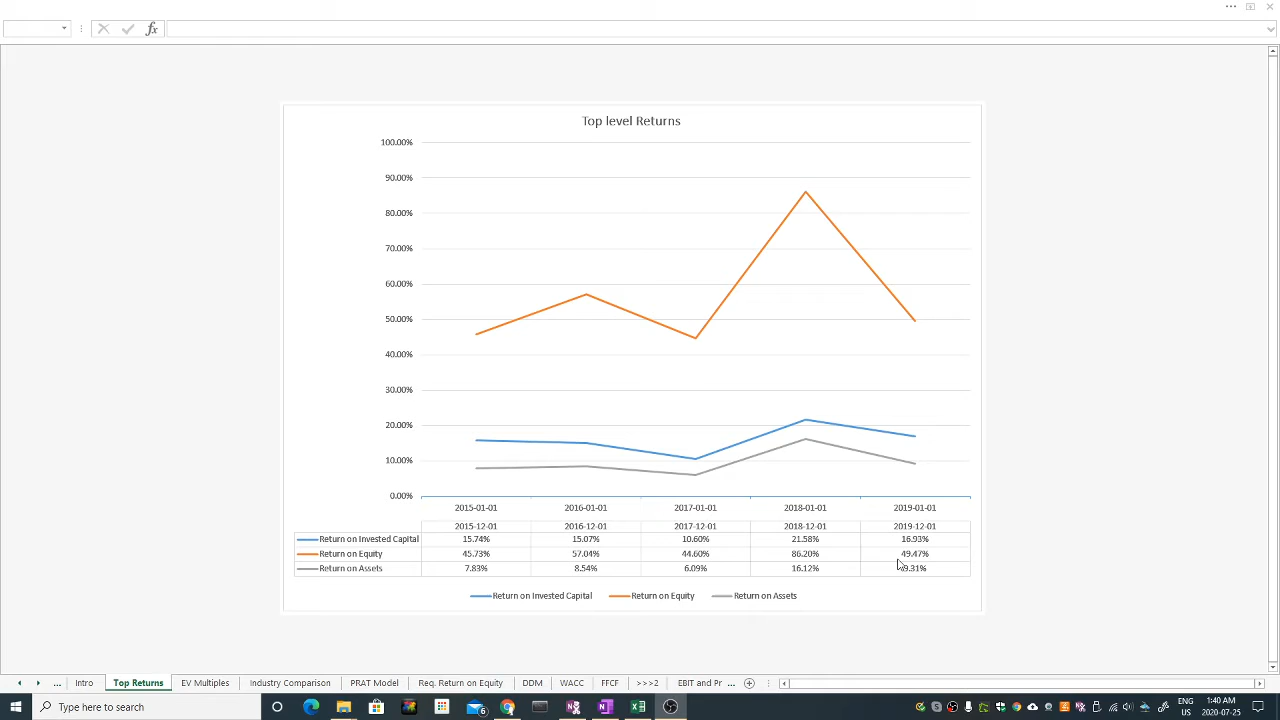 fx
Top level Returns
100.00%
90.00%
80.00%
70.00%
60.00%
50.00%
40.00%
30.00%
20.00%
10.00%
0.00%
2015-01-01 2016-01-01 2017-01-01 2018-01-01 2019-01-01
2015-12-01 2016-12-01 2017-12-01 2018-12-01 2019-12-01
Return on Invested Capital 15.74% 15.07% 10.60% 21.58% 16.93%
Return on Equity 45.73% 57.04% 44.60% 86.20% 49.47%
Return on Assets 7.83% 8.54% 6.09% 16.12% 9.31%
Return on Invested Capital Return on Equity Return on Assets
... Intro Top Returns EV Multiples Industry Comparison PRAT Model Req. Return on Equity DDM WACC FFCF >>>2 EBIT and Pr ...
Type here to search 6 ENG 1:40 AM
US 2020-07-25